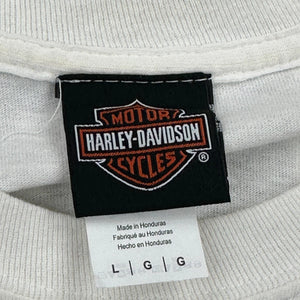 MOTOR
HARLEY-DAVIDSON
CYCLES ®
Made in Honduras
Fabriqué au Honduras
Hecho en Honduras
L | G | G